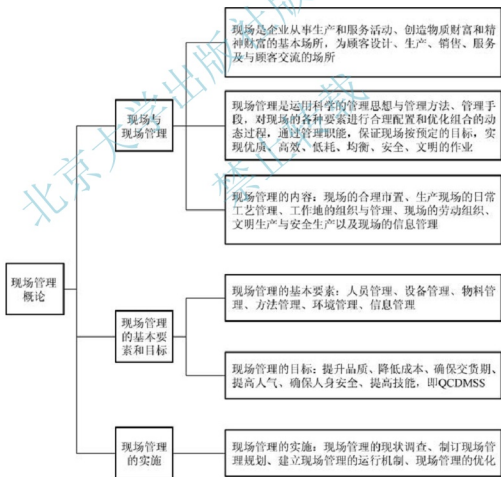 现场是企业从事生产和服务活动、创造物质财富和精
神财富的基本场所，为顾客设计、生产、销售、服务
及与顾客交流的场所
现场与
现场管理
现场管理是运用科学的管理思想与管理方法、管理手
段，对现场的各种要素进行合理配置和优化组合的动
态过程，通过管理职能，保证现场按预定的目标，实
现优质、高效、低耗、均衡、安全、文明的作业
现场管理的内容：现场的合理市置、生产现场的日常
工艺管理、工作地的组织与管理、现场的劳动组织、
文明生产与安全生产以及现场的信息管理
现场管理
概论
现场管理
的基本要
素和目标
现场管理的基本要素：人员管理、设备管理、物料管
理、方法管理、环境管理、信息管理
现场管理的目标：提升品质、降低成本、确保交货期、
提高人气、确保人身安全、提高技能，即QCDMSS
现场管理
的实施
现场管理的实施：现场管理的现状调查、制订现场管
理规划、建立现场管理的运行机制、现场管理的优化
北京大学出版社版
禁止转载